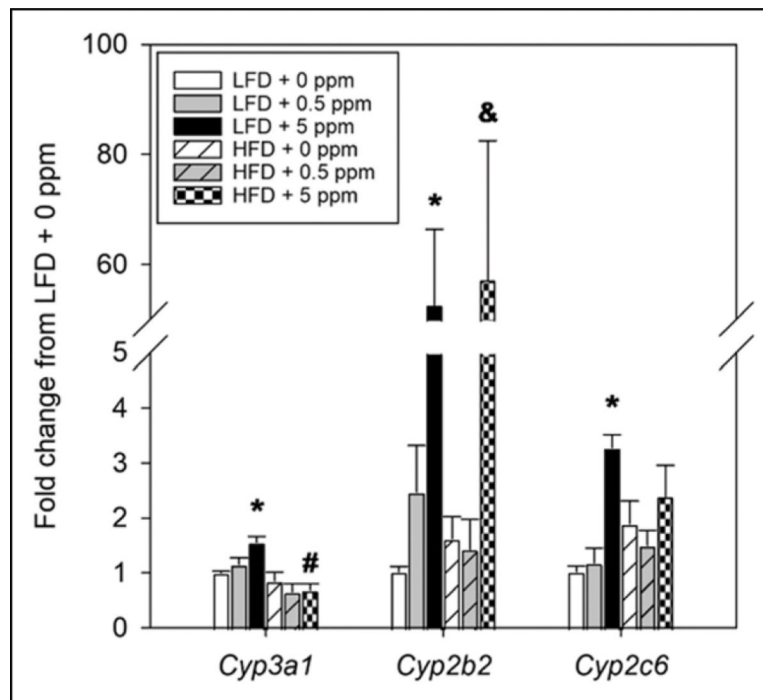 Fold change from LFD + 0 ppm
100
80
60
5
4
3
2
1
0
LFD + 0 ppm
LFD + 0.5 ppm
LFD + 5 ppm
HFD + 0 ppm
HFD + 0.5 ppm
HFD + 5 ppm
*
#
*
&
*
Cyp3a1 Cyp2b2 Cyp2c6